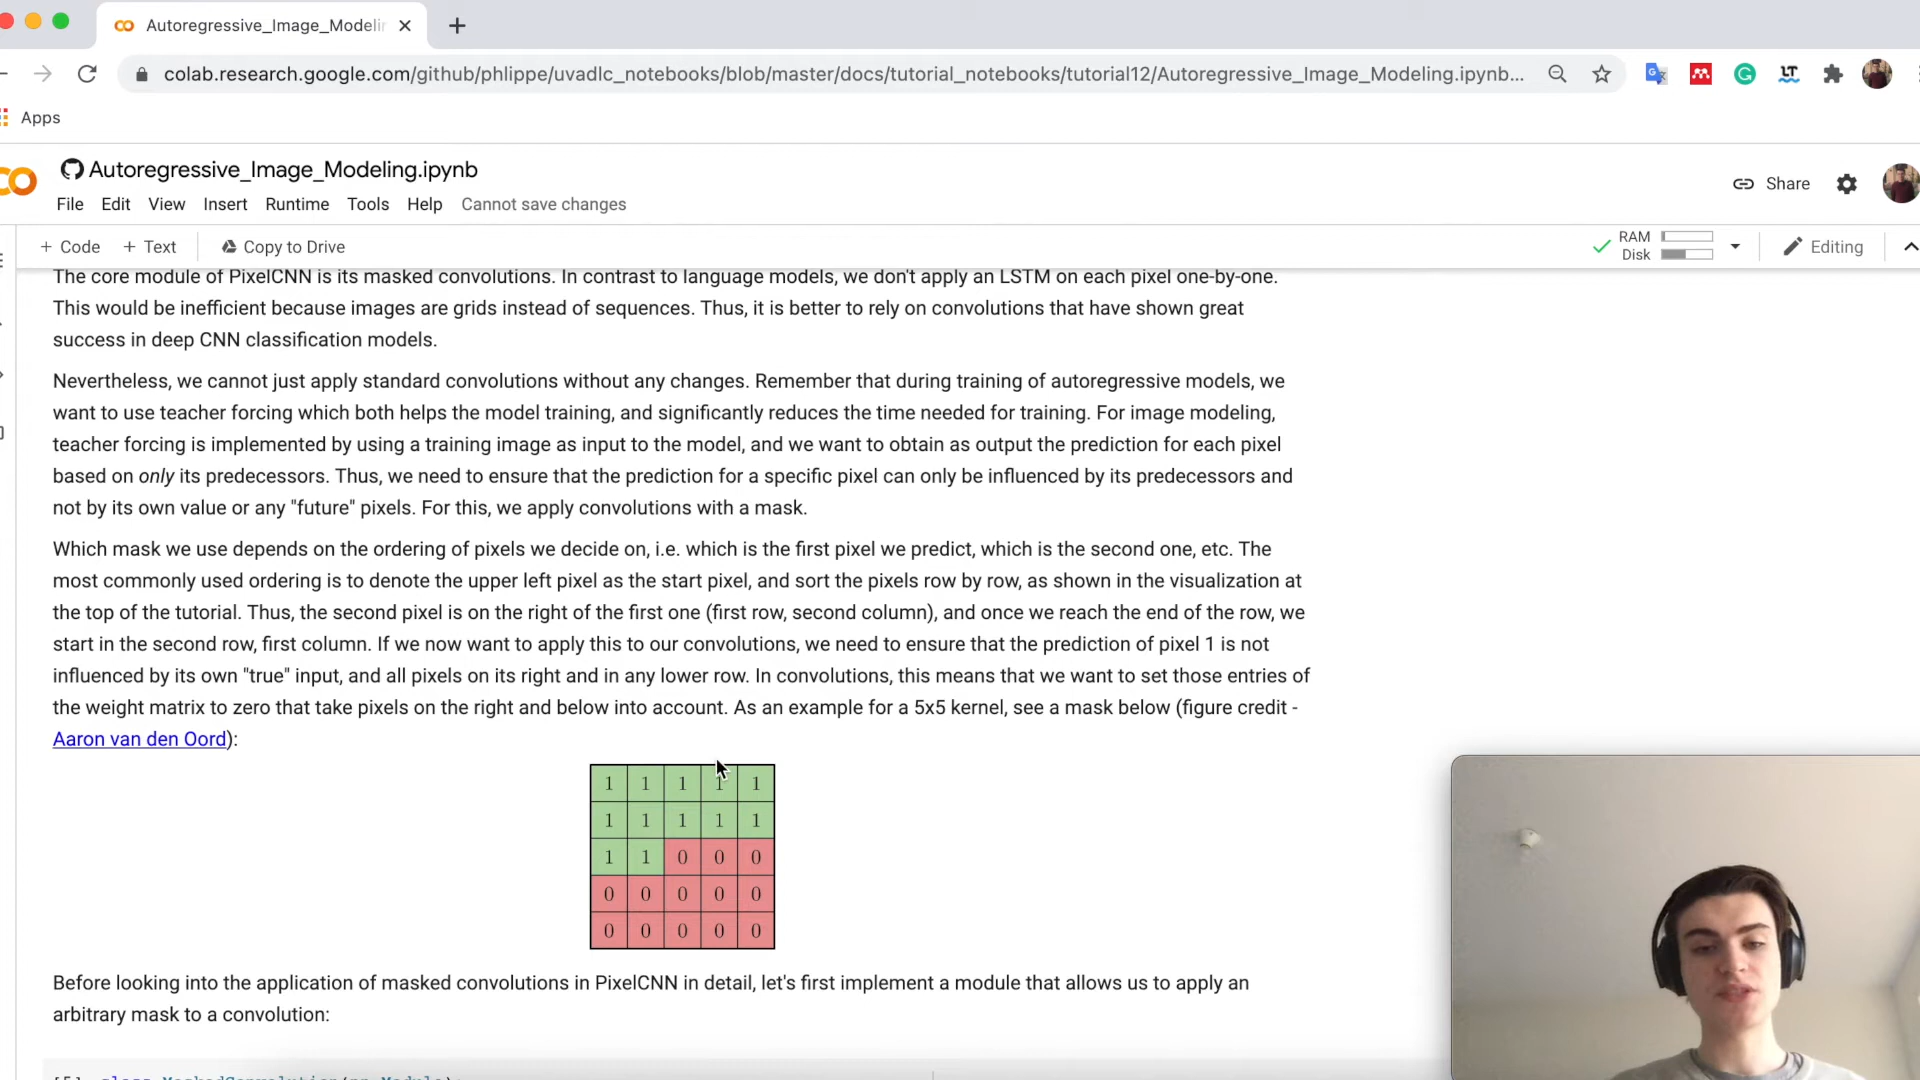 Autoregressive_Image_Modelin
colab.research.google.com/github/phlippe/uvadlc_notebooks/blob/master/docs/tutorial_notebooks/tutorial12/Autoregressive_Image_Modeling.ipynb...
Apps
Autoregressive_Image_Modeling.ipynb
Share
File Edit View Insert Runtime Tools Help Cannot save changes
+ Code + Text Copy to Drive
RAM
Disk
Editing
The core module of PixelCNN is its masked convolutions. In contrast to language models, we don't apply an LSTM on each pixel one-by-one.
This would be inefficient because images are grids instead of sequences. Thus, it is better to rely on convolutions that have shown great
success in deep CNN classification models.
Nevertheless, we cannot just apply standard convolutions without any changes. Remember that during training of autoregressive models, we
want to use teacher forcing which both helps the model training, and significantly reduces the time needed for training. For image modeling,
teacher forcing is implemented by using a training image as input to the model, and we want to obtain as output the prediction for each pixel
based on only its predecessors. Thus, we need to ensure that the prediction for a specific pixel can only be influenced by its predecessors and
not by its own value or any "future" pixels. For this, we apply convolutions with a mask.
Which mask we use depends on the ordering of pixels we decide on, i.e. which is the first pixel we predict, which is the second one, etc. The
most commonly used ordering is to denote the upper left pixel as the start pixel, and sort the pixels row by row, as shown in the visualization at
the top of the tutorial. Thus, the second pixel is on the right of the first one (first row, second column), and once we reach the end of the row, we
start in the second row, first column. If we now want to apply this to our convolutions, we need to ensure that the prediction of pixel 1 is not
influenced by its own "true" input, and all pixels on its right and in any lower row. In convolutions, this means that we want to set those entries of
the weight matrix to zero that take pixels on the right and below into account. As an example for a 5x5 kernel, see a mask below (figure credit -
Aaron van den Oord):
1 1 1 1 1
1 1 1 1 1
1 1 0 0 0
0 0 0 0 0
0 0 0 0 0
Before looking into the application of masked convolutions in PixelCNN in detail, let's first implement a module that allows us to apply an
arbitrary mask to a convolution:
[5] class MaskedConvolution(nn.Module):